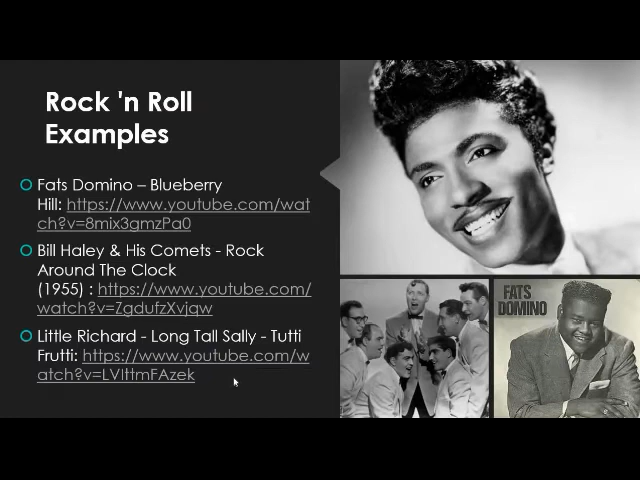 Rock 'n Roll
Examples
Fats Domino – Blueberry
Hill: https://www.youtube.com/wat
ch?v=8mix3gmzPa0
Bill Haley & His Comets - Rock
Around The Clock
(1955) : https://www.youtube.com/
watch?v=ZgdufzXvjqw
Little Richard - Long Tall Sally - Tutti
Frutti: https://www.youtube.com/w
atch?v=LVIttmFAzek
FATS
DOMINO